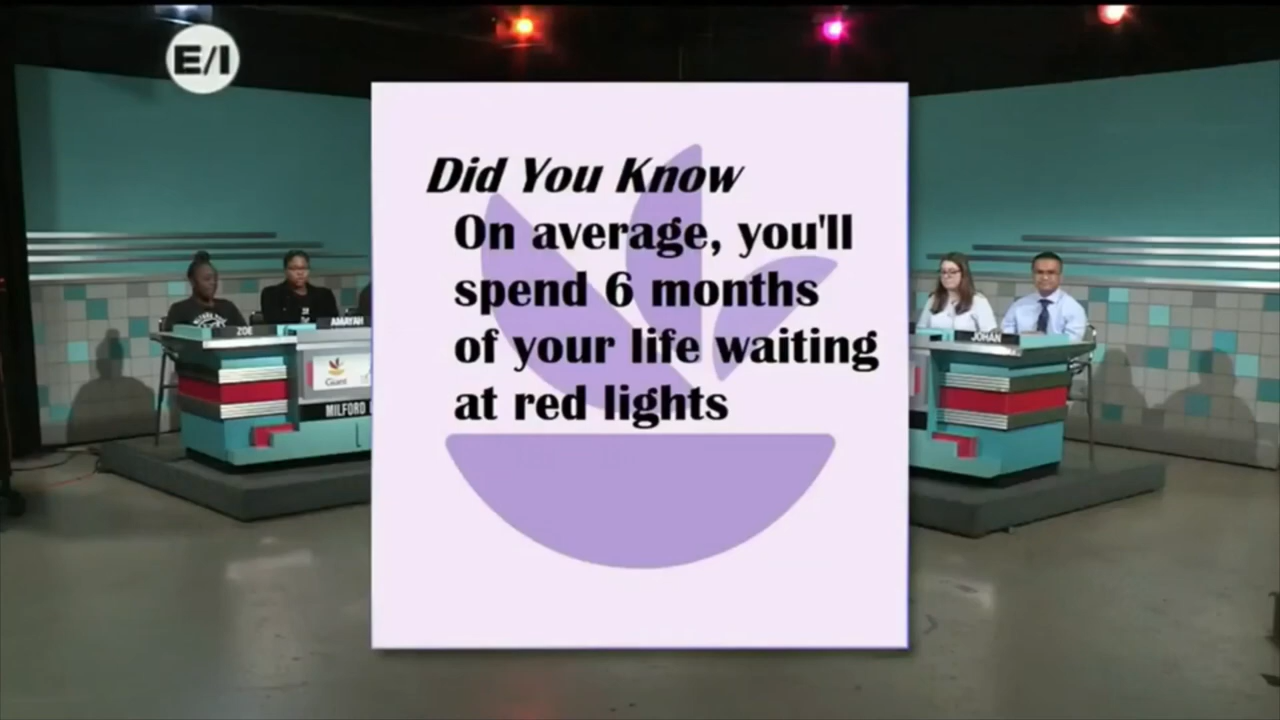 E/I
Did You Know
On average, you'll
spend 6 months
of your life waiting
at red lights
ZOE
AMAYAH
Giant
MILFORD
JOHAN